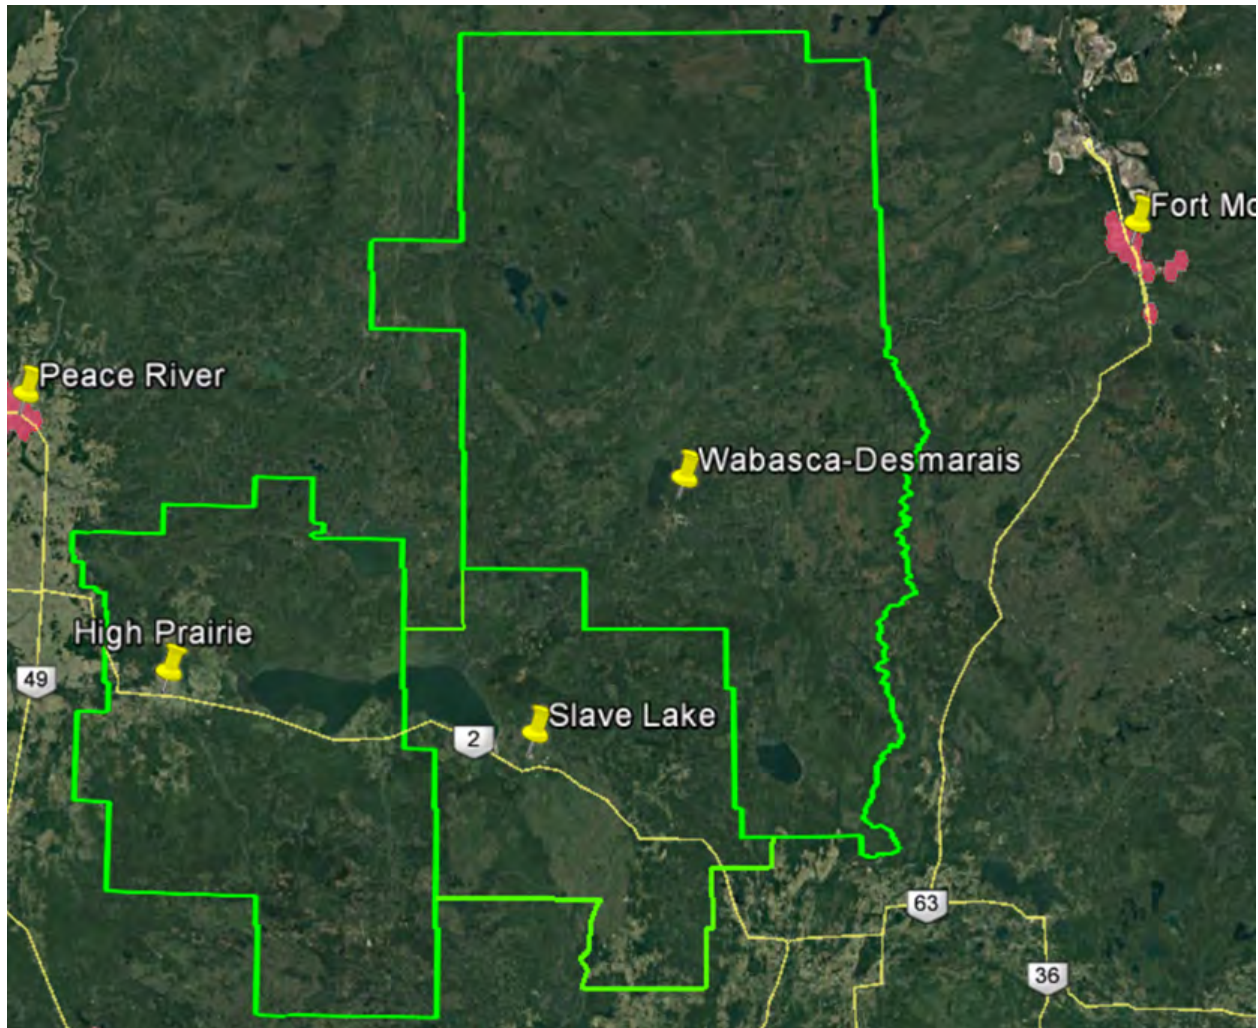 Fort Mc
Peace River
Wabasca-Desmarais
High Prairie
49
Slave Lake
2
63
36